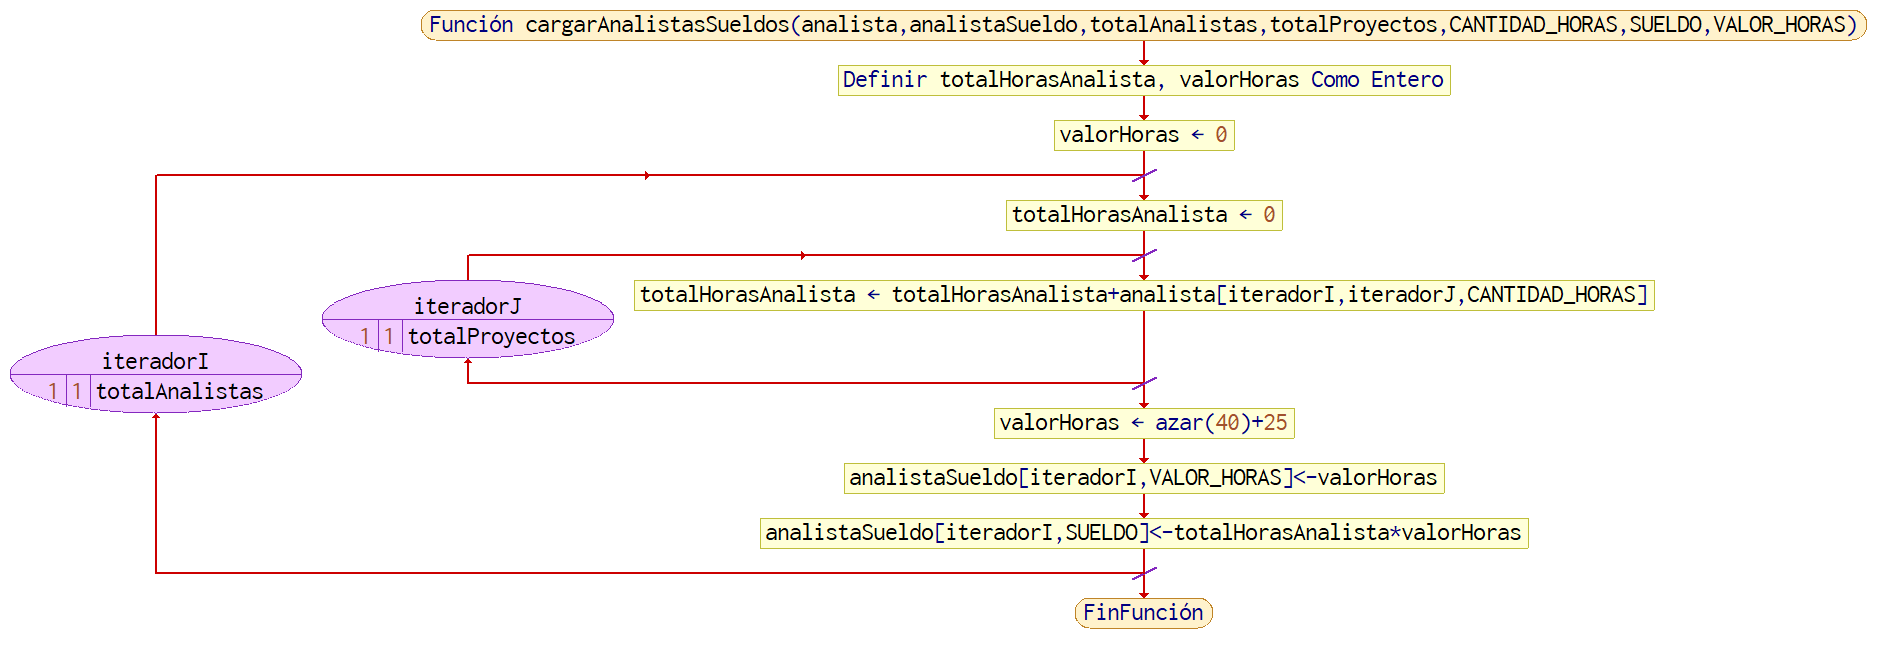 Función cargarAnalistasSueldos(analista,analistaSueldo,totalAnalistas,totalProyectos,CANTIDAD_HORAS,SUELDO,VALOR_HORAS)
Definir totalHorasAnalista, valorHoras Como Entero
valorHoras ← 0
totalHorasAnalista ← 0
iteradorJ
1 1 totalProyectos
totalHorasAnalista ← totalHorasAnalista+analista[iteradorI,iteradorJ,CANTIDAD_HORAS]
iteradorI
1 1 totalAnalistas
valorHoras ← azar(40)+25
analistaSueldo[iteradorI,VALOR_HORAS]<-valorHoras
analistaSueldo[iteradorI,SUELDO]<-totalHorasAnalista*valorHoras
FinFunción